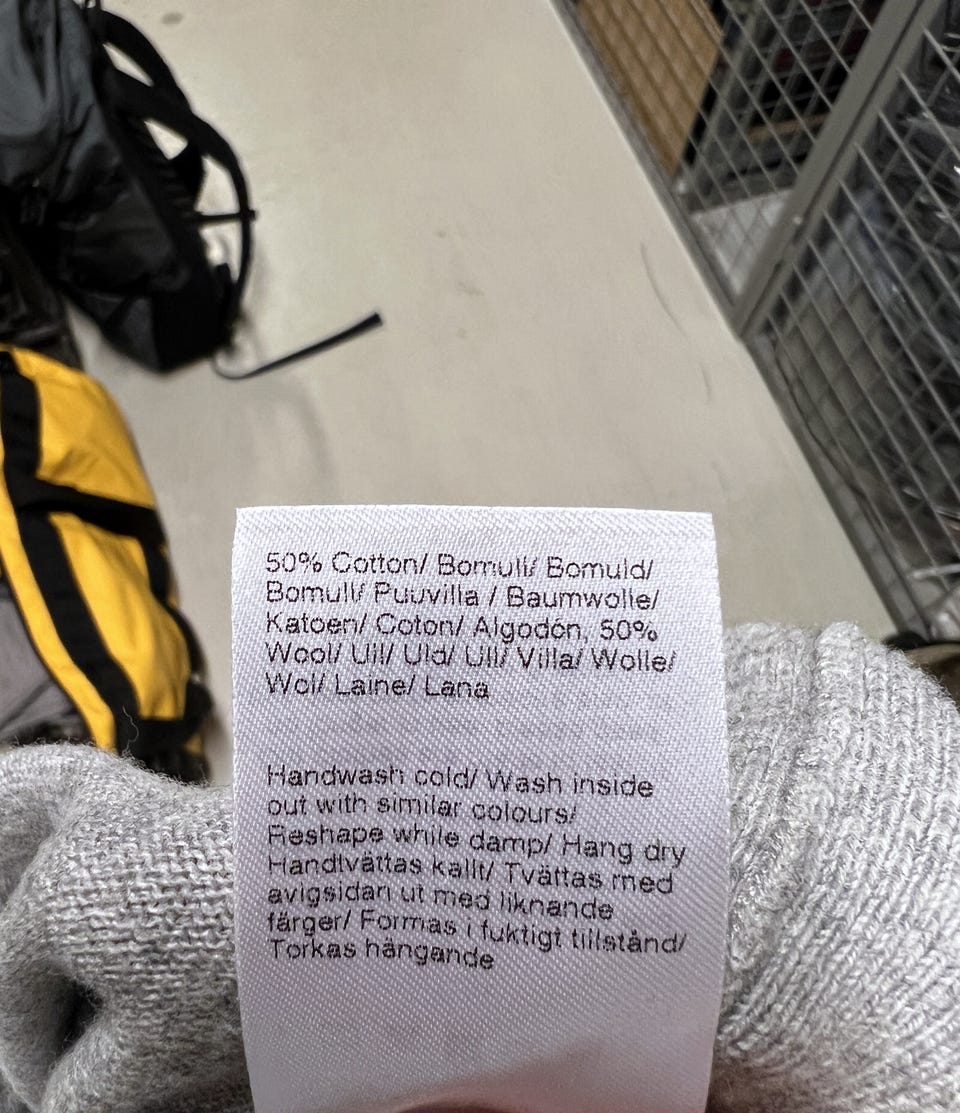 50% Cotton/ Bomull/ Bomuld/
Bomull/ Puuvilla / Baumwolle/
Katoen/ Coton/ Algodón, 50%
Wool/ Ull/ Uld/ Ull/ Villa/ Wolle/
Wol/ Laine/ Lana
Handwash cold/ Wash inside
out with similar colours/
Reshape while damp/ Hang dry
Handtvättas kallt/ Tvättas med
avigsidan ut med liknande
färger/ Formas i fuktigt tillstånd/
Torkas hängande